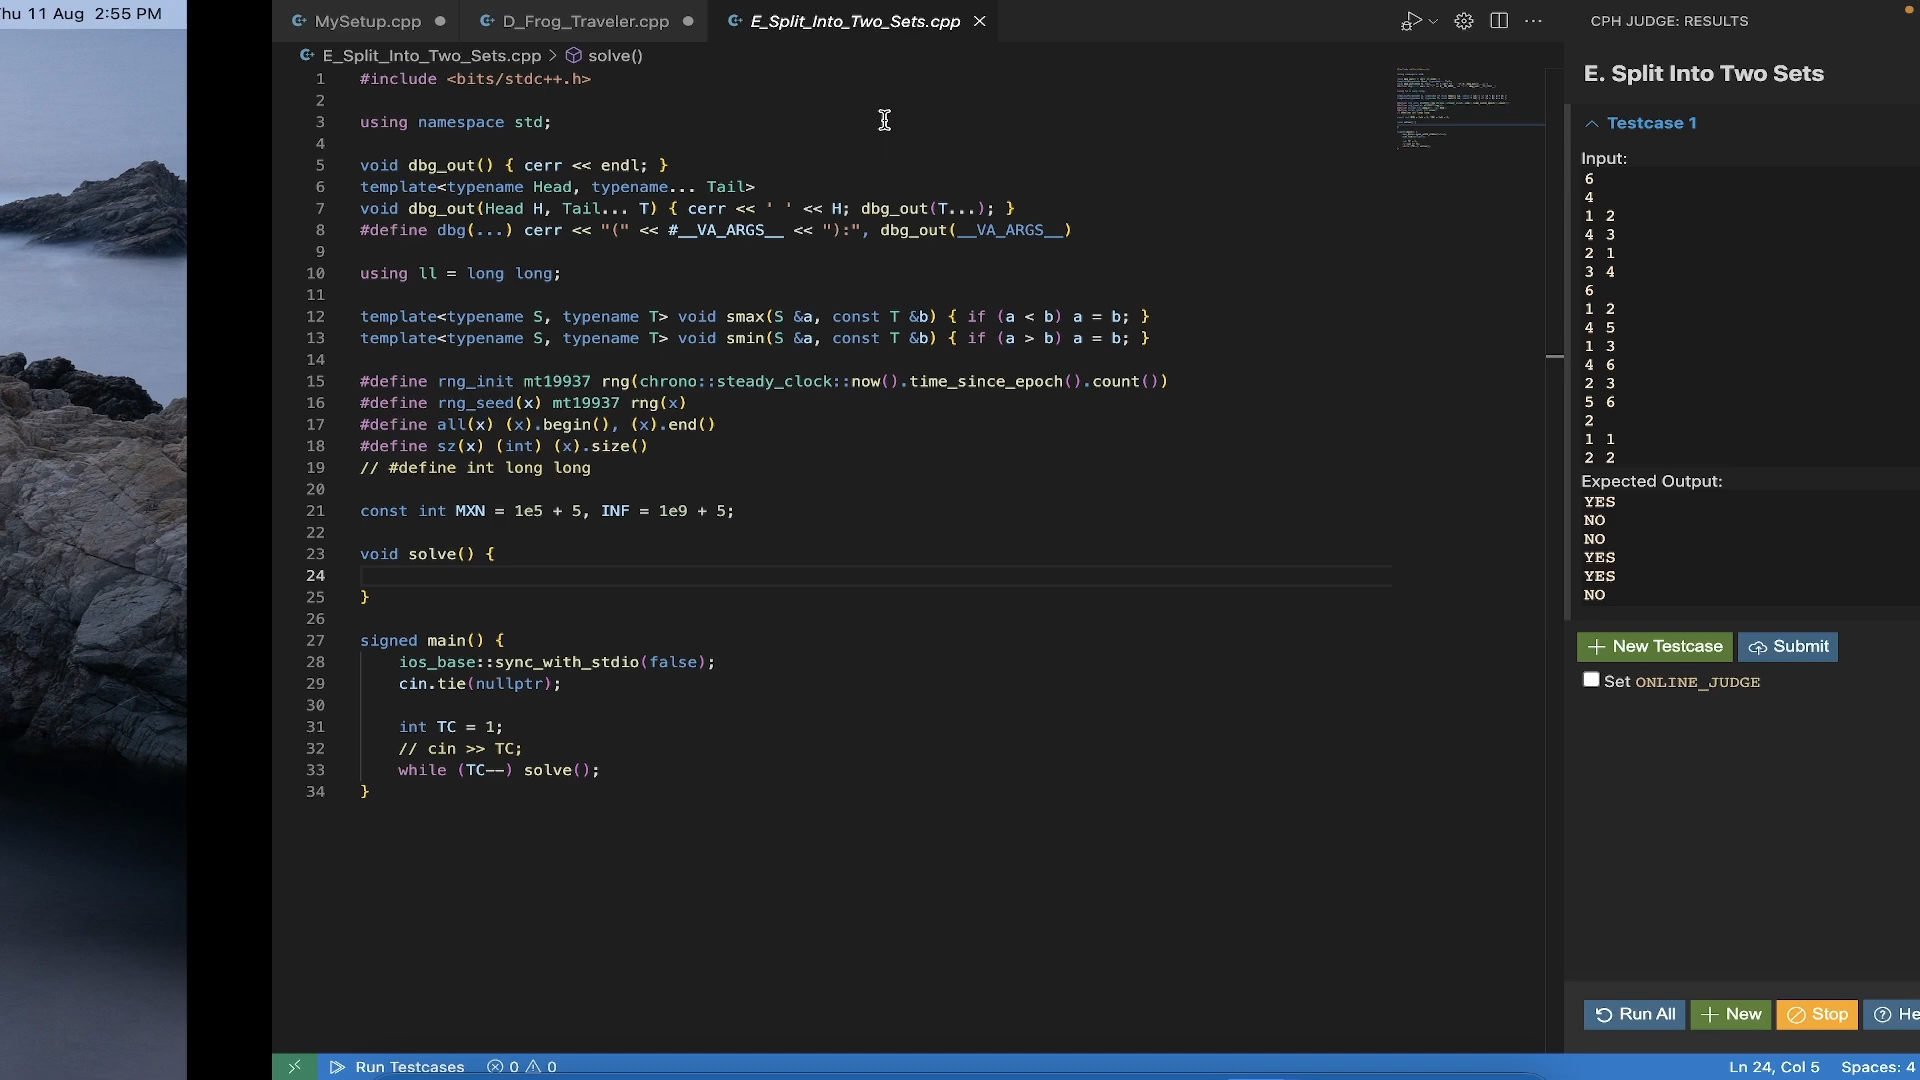 Thu 11 Aug 2:55 PM
MySetup.cpp
D_Frog_Traveler.cpp
E_Split_Into_Two_Sets.cpp
CPH JUDGE: RESULTS
E_Split_Into_Two_Sets.cpp > solve()
1 #include <bits/stdc++.h>
2
3 using namespace std;
4
5 void dbg_out() { cerr << endl; }
6 template<typename Head, typename... Tail>
7 void dbg_out(Head H, Tail... T) { cerr << ' ' << H; dbg_out(T...); }
8 #define dbg(...) cerr << "(" << #__VA_ARGS__ << "):", dbg_out(__VA_ARGS__)
9
10 using ll = long long;
11
12 template<typename S, typename T> void smax(S &a, const T &b) { if (a < b) a = b; }
13 template<typename S, typename T> void smin(S &a, const T &b) { if (a > b) a = b; }
14
15 #define rng_init mt19937 rng(chrono::steady_clock::now().time_since_epoch().count())
16 #define rng_seed(x) mt19937 rng(x)
17 #define all(x) (x).begin(), (x).end()
18 #define sz(x) (int) (x).size()
19 // #define int long long
20
21 const int MXN = 1e5 + 5, INF = 1e9 + 5;
22
23 void solve() {
24
25 }
26
27 signed main() {
28 ios_base::sync_with_stdio(false);
29 cin.tie(nullptr);
30
31 int TC = 1;
32 // cin >> TC;
33 while (TC--) solve();
34 }
E. Split Into Two Sets
Testcase 1
Input:
6
4
1 2
4 3
2 1
3 4
6
1 2
4 5
1 3
4 6
2 3
5 6
2
1 1
2 2
Expected Output:
YES
NO
NO
YES
YES
NO
+ New Testcase
Submit
Set ONLINE_JUDGE
Run All
+ New
Stop
He
Run Testcases
0
0
Ln 24, Col 5
Spaces: 4